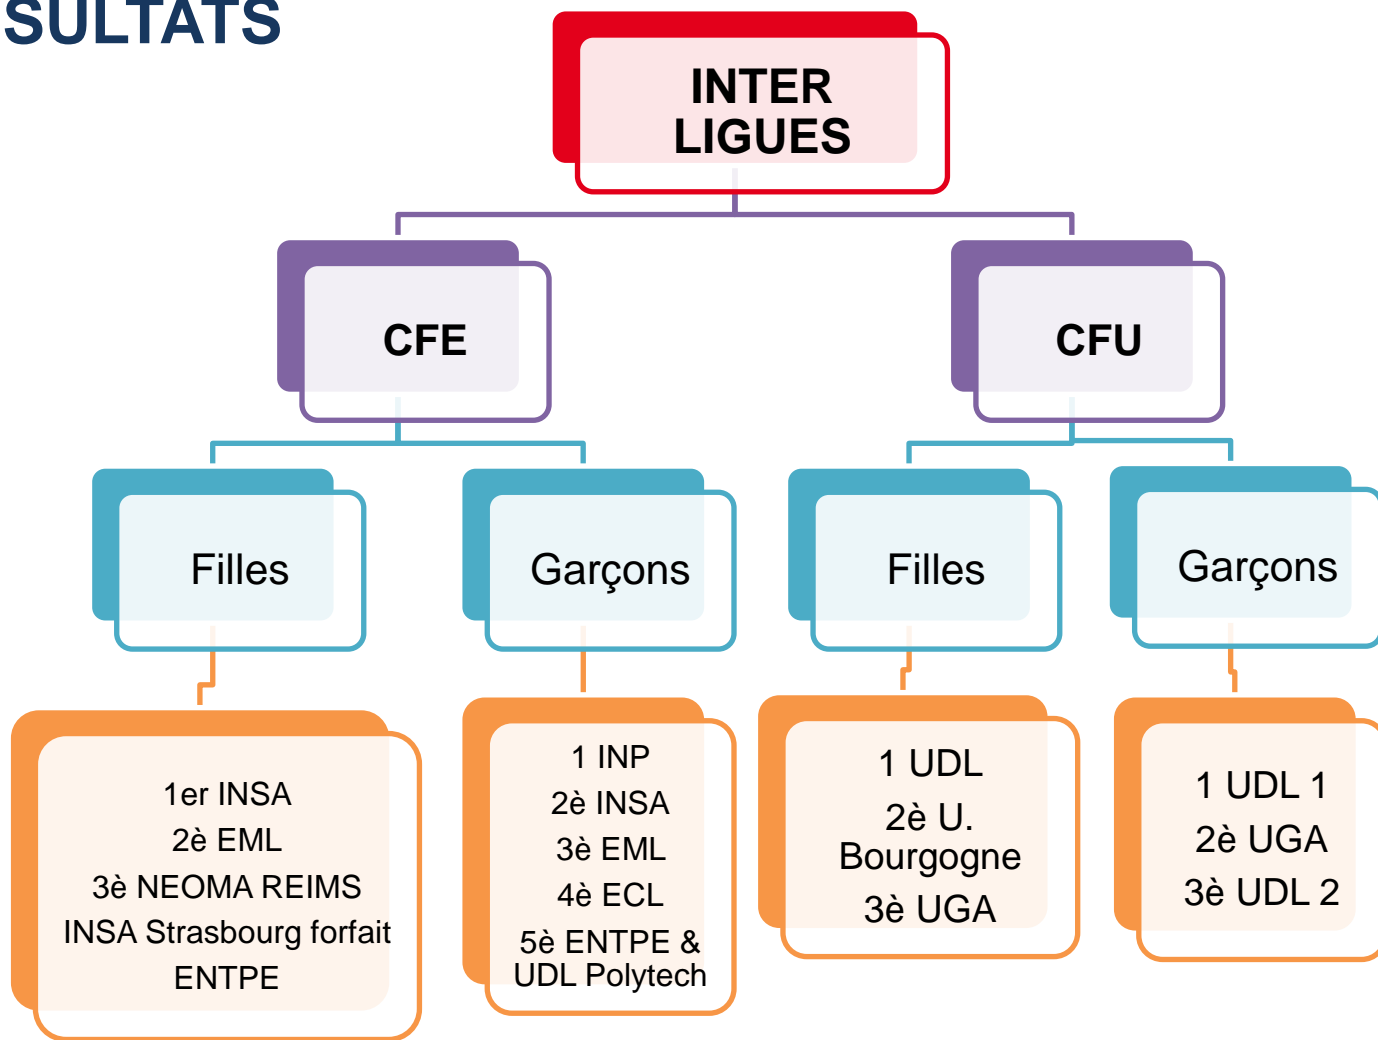 SULTATS
INTER
LIGUES
CFE
CFU
Filles
Garçons
Filles
Garçons
1er INSA
2è EML
3è NEOMA REIMS
INSA Strasbourg forfait
ENTPE
1 INP
2è INSA
3è EML
4è ECL
5è ENTPE &
UDL Polytech
1 UDL
2è U.
Bourgogne
3è UGA
1 UDL 1
2è UGA
3è UDL 2